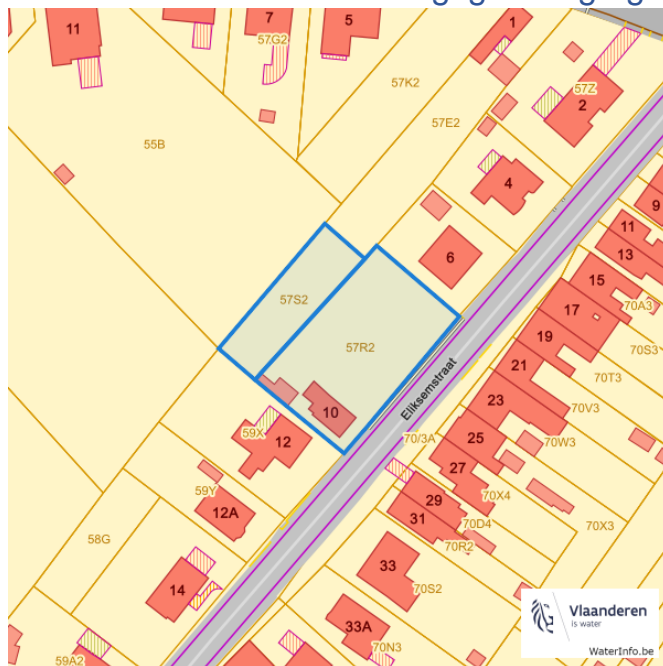 11
7
57G2
5
1
57K2
57Z
2
57E2
55B
4
9
11
13
6
15
57S2
17
70A3
57R2
19
70S3
21
70T3
Eliksemstraat
23
70V3
10
59X
12
70/3A
25
70W3
27
59Y
29
70X4
12A
31
70D4
70X3
58G
70R2
33
14
70S2
33A
59A2
70N3
Vlaanderen
is water
WaterInfo.be